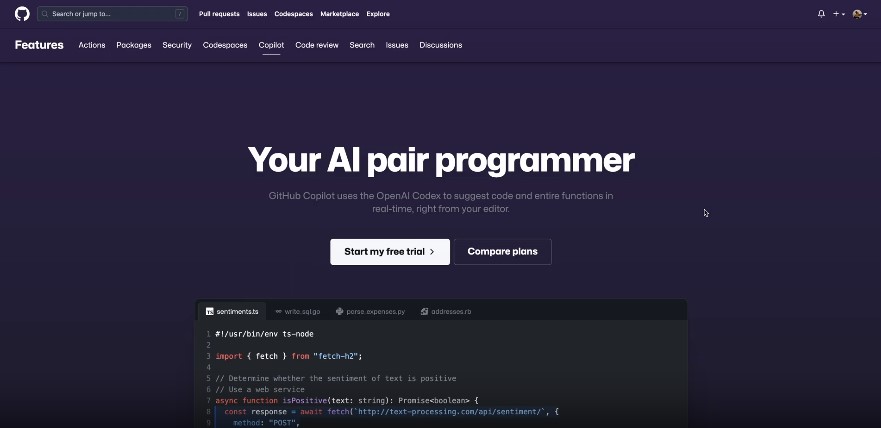 Search or jump to... /
Pull requests Issues Codespaces Marketplace Explore
Features Actions Packages Security Codespaces Copilot Code review Search Issues Discussions
Your AI pair programmer
GitHub Copilot uses the OpenAI Codex to suggest code and entire functions in
real-time, right from your editor.
Start my free trial >
Compare plans
TS sentiments.ts
write_sql.go
parse_expenses.py
addresses.rb
1 #!/usr/bin/env ts-node
2
3 import { fetch } from "fetch-h2";
4
5 // Determine whether the sentiment of text is positive
6 // Use a web service
7 async function isPositive(text: string): Promise<boolean> {
8 const response = await fetch(`http://text-processing.com/api/sentiment/`, {
9 method: "POST",